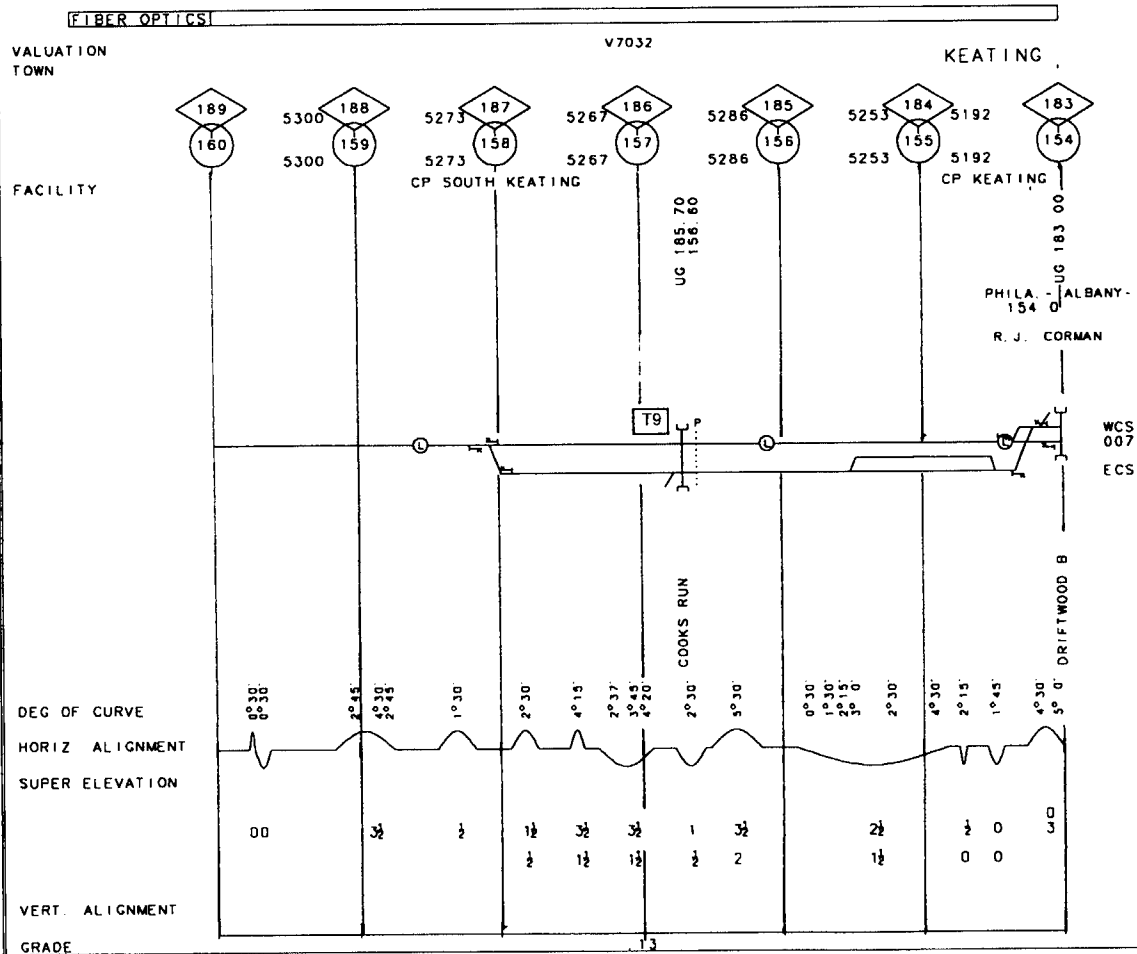 FIBER OPTICS
VALUATION V7032
TOWN KEATING
189 188 187 186 185 184 183
5300 5273 5267 5286 5253 5192
160 159 158 157 156 155 154
5300 5273 5267 5286 5253 5192
FACILITY CP SOUTH KEATING CP KEATING
UG 185.70
156.60
UG 183 00
PHILA. - ALBANY-
154 0
R. J. CORMAN
T9
P
L L L
WCS
007
ECS
COOKS RUN
DRIFTWOOD B
DEG OF CURVE 0°30' 0°30' 2°45' 4°30' 2°45' 1°30' 2°30' 4°15' 2°37' 3°45' 4°20' 2°30' 5°30' 0°30' 1°30' 2°15' 3°0' 2°30' 4°30' 2°15' 1°45' 4°30' 5°0'
HORIZ ALIGNMENT
SUPER ELEVATION
0
00 3½ ½ 1½ 3½ 3½ 1 3½ 2½ ½ 0 3
½ 1½ 1½ ½ 2 1½ 0 0
VERT. ALIGNMENT
GRADE .13